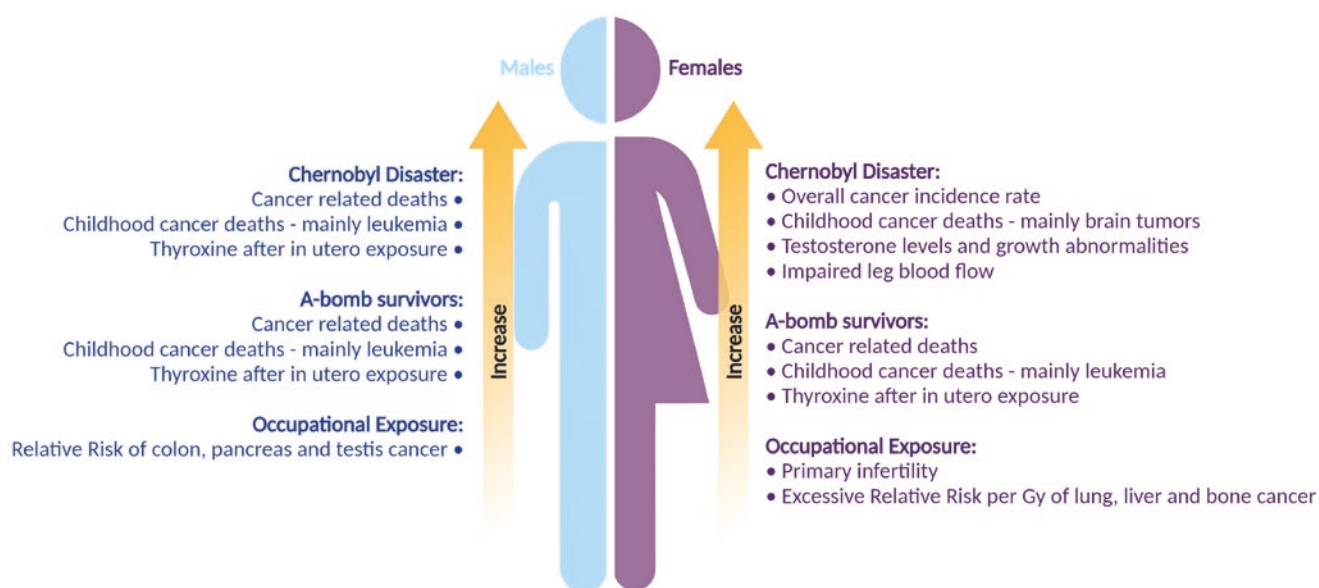 Males
Females
Chernobyl Disaster:
Cancer related deaths •
Childhood cancer deaths - mainly leukemia •
Thyroxine after in utero exposure •
A-bomb survivors:
Cancer related deaths •
Childhood cancer deaths - mainly leukemia •
Thyroxine after in utero exposure •
Occupational Exposure:
Relative Risk of colon, pancreas and testis cancer •
Increase
Increase
Chernobyl Disaster:
• Overall cancer incidence rate
• Childhood cancer deaths - mainly brain tumors
• Testosterone levels and growth abnormalities
• Impaired leg blood flow
A-bomb survivors:
• Cancer related deaths
• Childhood cancer deaths - mainly leukemia
• Thyroxine after in utero exposure
Occupational Exposure:
• Primary infertility
• Excessive Relative Risk per Gy of lung, liver and bone cancer